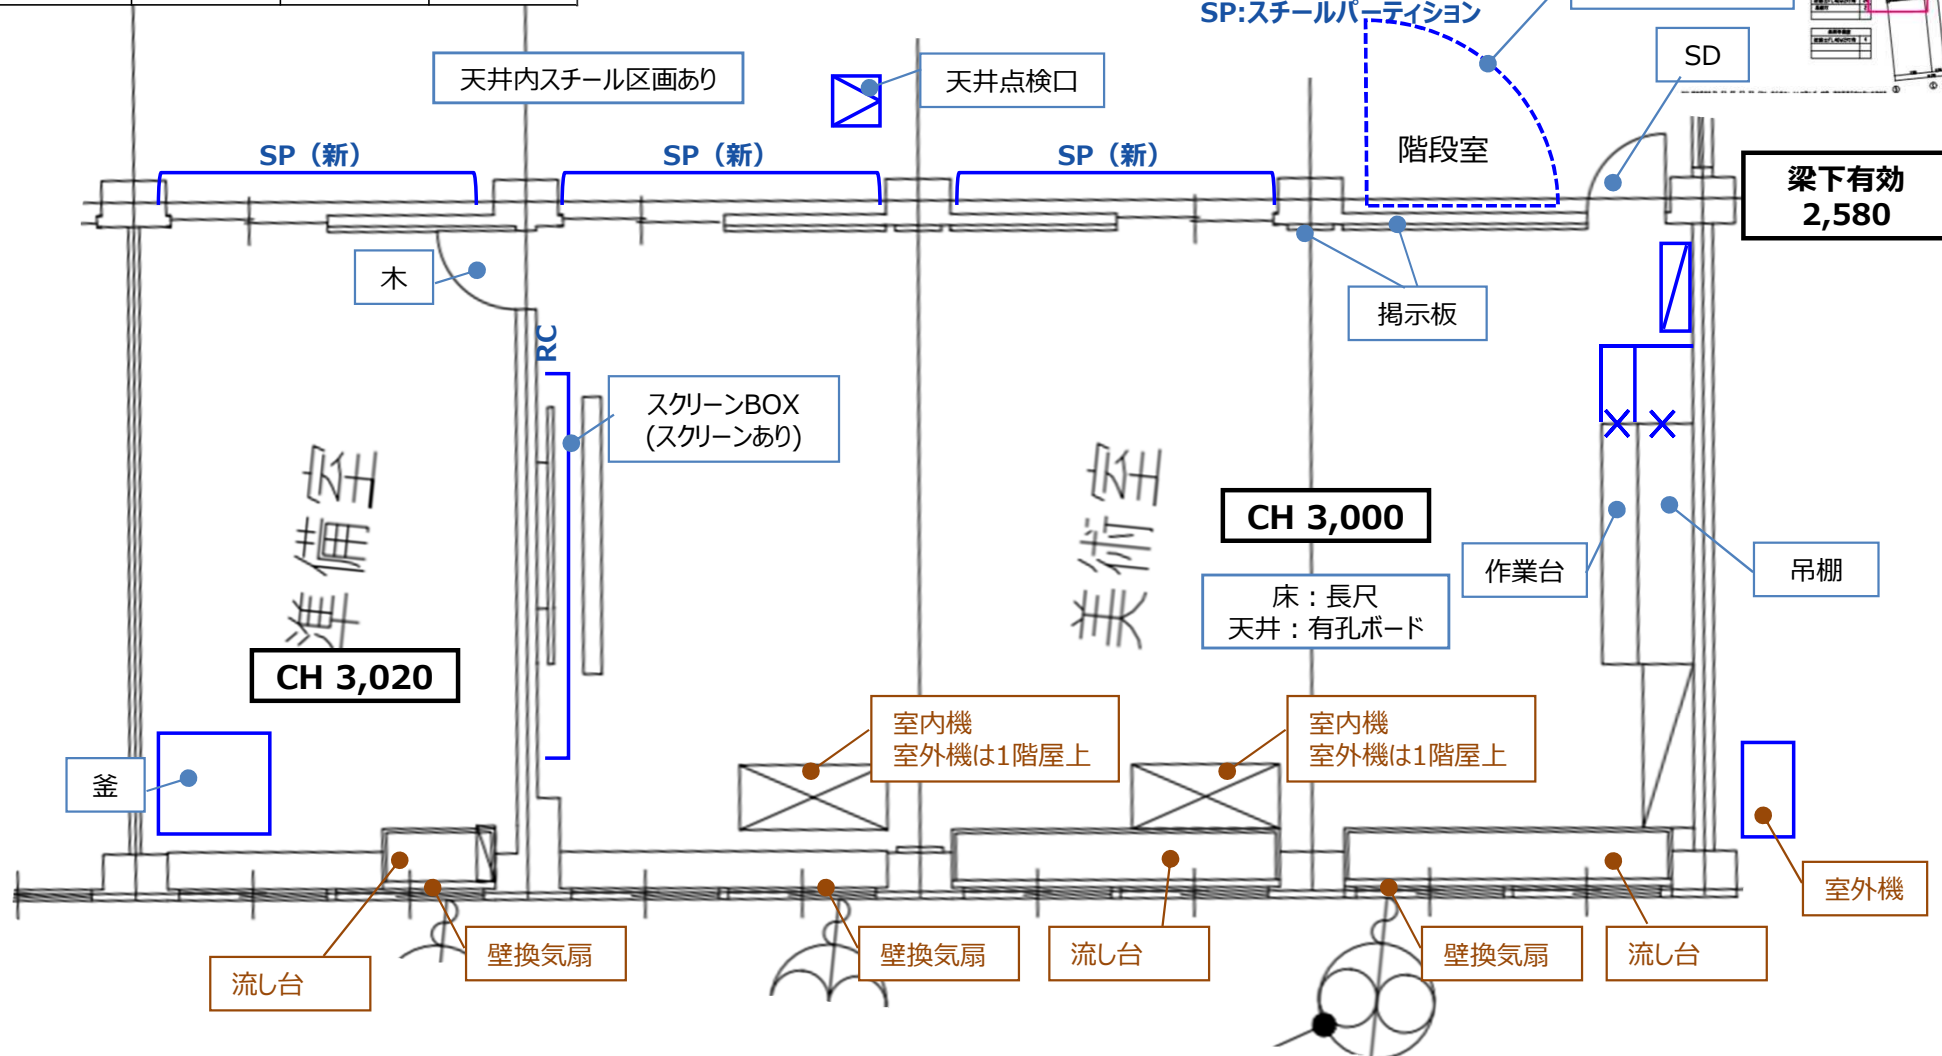 SP:スチールパーティション
天井内スチール区画あり
天井点検口
SD
階段室
SP（新）
SP（新）
SP（新）
梁下有効
2,580
木
掲示板
RC
スクリーンBOX
(スクリーンあり)
準備室
美術室
CH 3,000
作業台
吊棚
床：長尺
天井：有孔ボード
CH 3,020
室内機
室外機は1階屋上
室内機
室外機は1階屋上
釜
室外機
流し台
壁換気扇
壁換気扇
流し台
壁換気扇
流し台